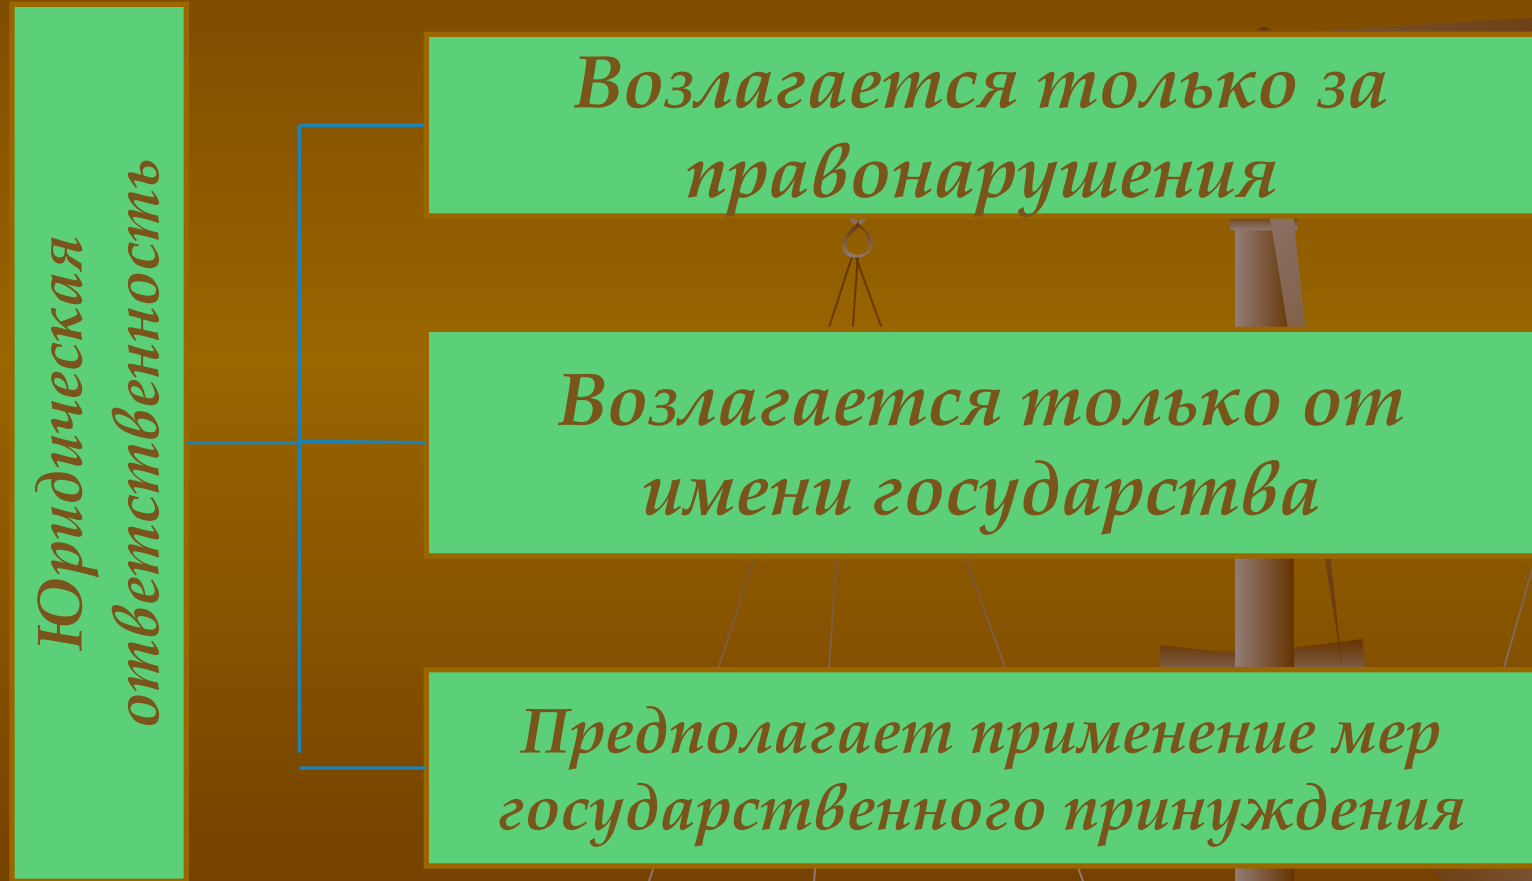 Юридическая
ответственность
Возлагается только за
правонарушения
Возлагается только от
имени государства
Предполагает применение мер
государственного принуждения